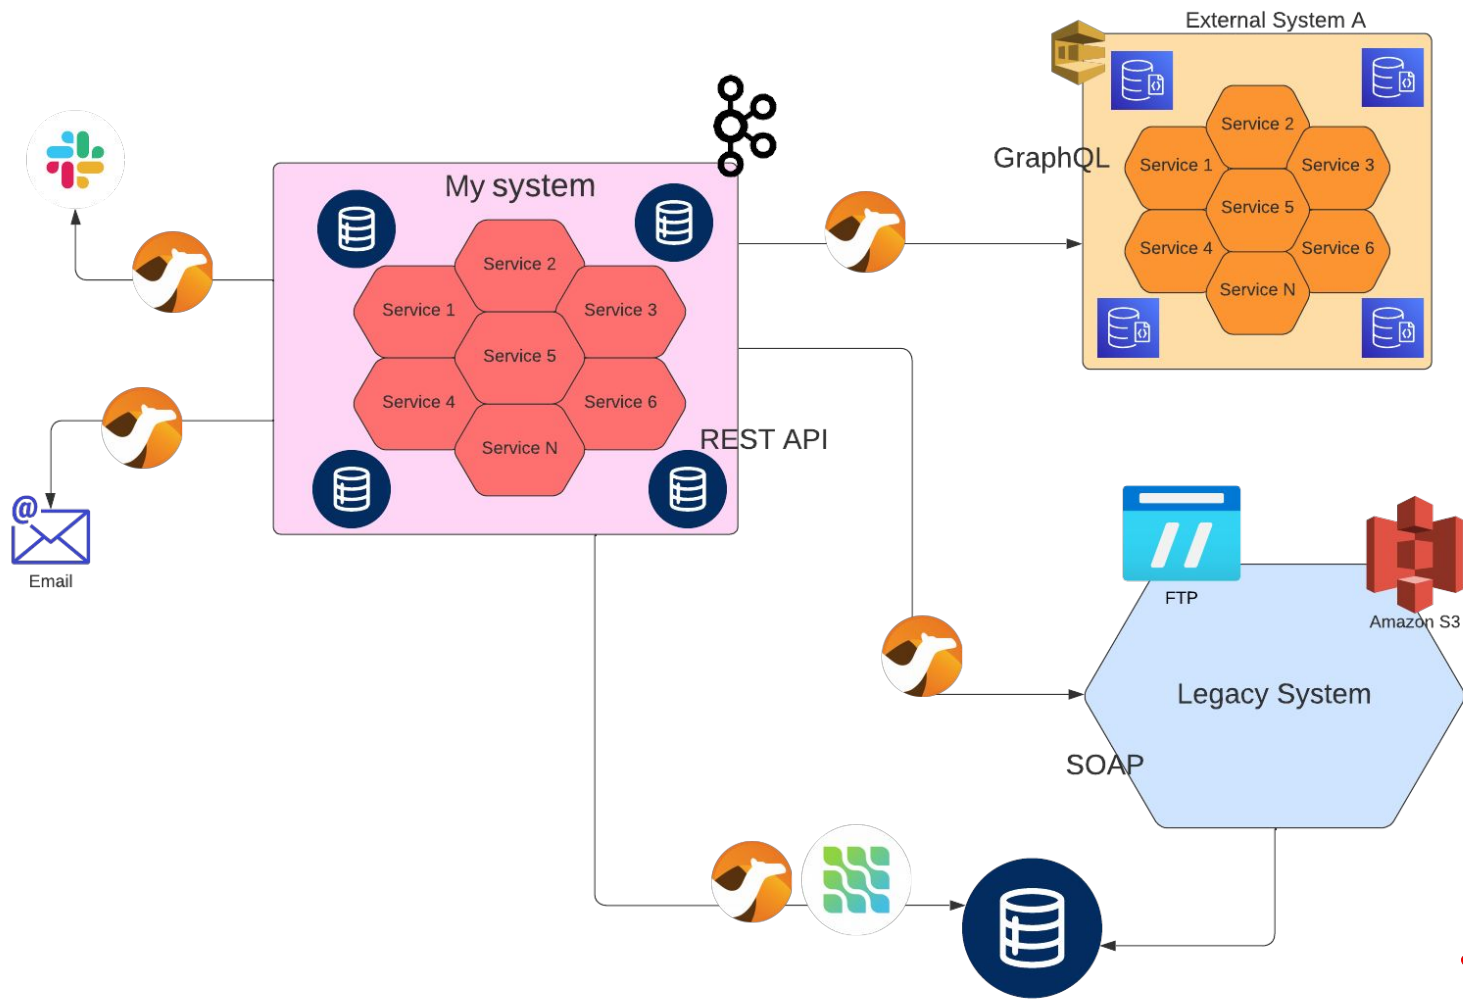 External System A
GraphQL
Service 2
Service 1
Service 3
Service 5
Service 4
Service 6
Service N
My system
Service 2
Service 1
Service 3
Service 5
Service 4
Service 6
Service N
REST API
@
Email
FTP
Amazon S3
Legacy System
SOAP